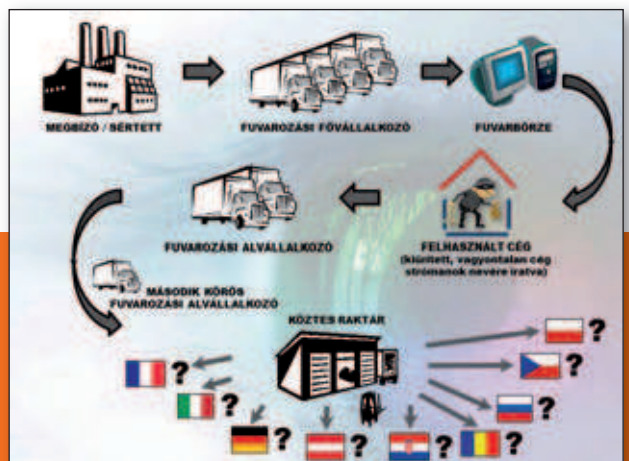 MEGBÍZÓ / SÉRTETT
FUVAROZÁSI FŐVÁLLALKOZÓ
FUVARBÖRZE
FUVAROZÁSI ALVÁLLALKOZÓ
FELHASZNÁLT CÉG
(kiürített, vagyontalan cég
strómanok nevére íratva)
MÁSODIK KÖRÖS
FUVAROZÁSI ALVÁLLALKOZÓ
KÖZTES RAKTÁR
?
?
?
?
?
?
?
?
?